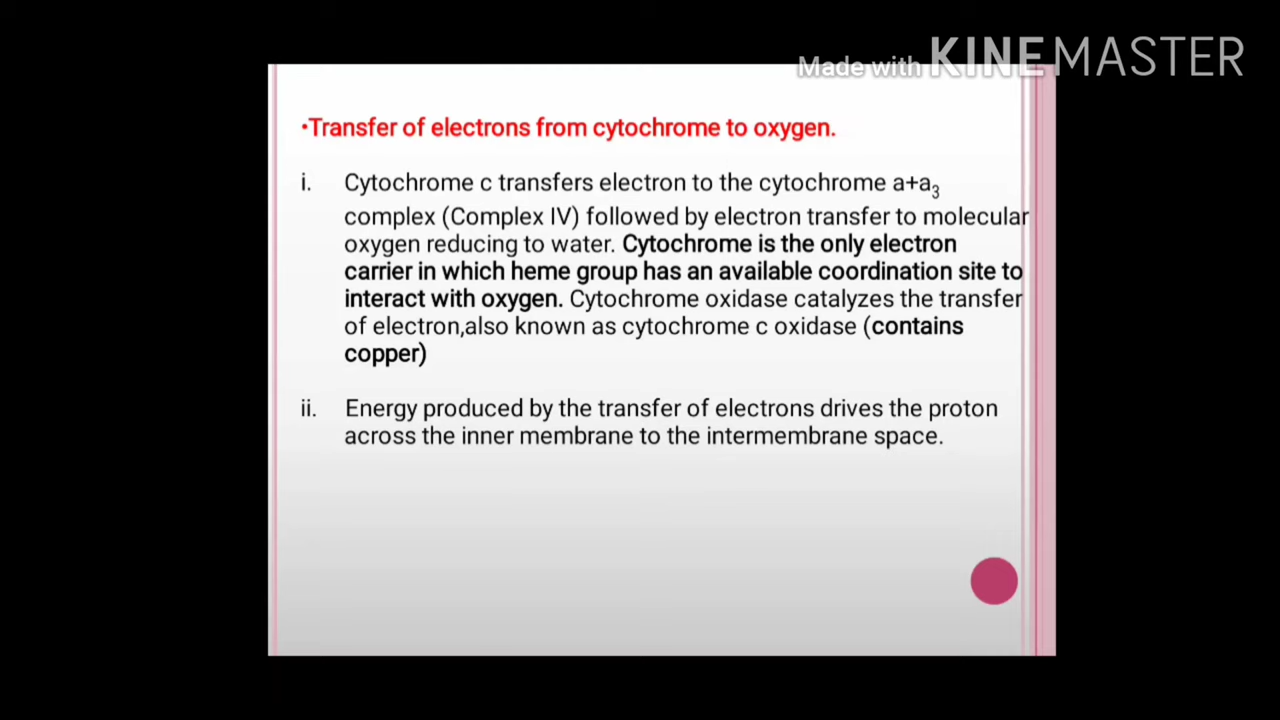 Made with KINEMASTER
•Transfer of electrons from cytochrome to oxygen.
i. Cytochrome c transfers electron to the cytochrome a+a3
complex (Complex IV) followed by electron transfer to molecular
oxygen reducing to water. Cytochrome is the only electron
carrier in which heme group has an available coordination site to
interact with oxygen. Cytochrome oxidase catalyzes the transfer
of electron,also known as cytochrome c oxidase (contains
copper)
ii. Energy produced by the transfer of electrons drives the proton
across the inner membrane to the intermembrane space.